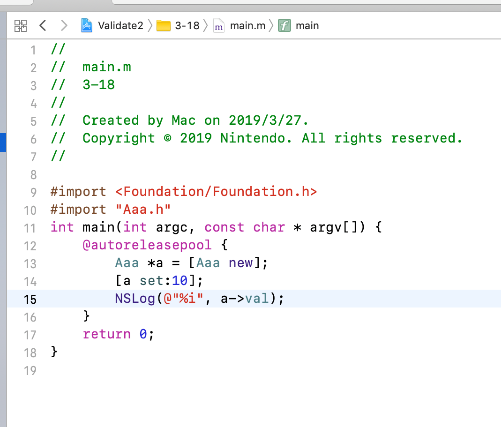 Validate2 > 3-18 > m main.m > f main
1 //
2 //  main.m
3 //  3-18
4 //
5 //  Created by Mac on 2019/3/27.
6 //  Copyright © 2019 Nintendo. All rights reserved.
7 //
8
9 #import <Foundation/Foundation.h>
10 #import "Aaa.h"
11 int main(int argc, const char * argv[]) {
12     @autoreleasepool {
13         Aaa *a = [Aaa new];
14         [a set:10];
15         NSLog(@"%i", a->val);
16     }
17     return 0;
18 }
19